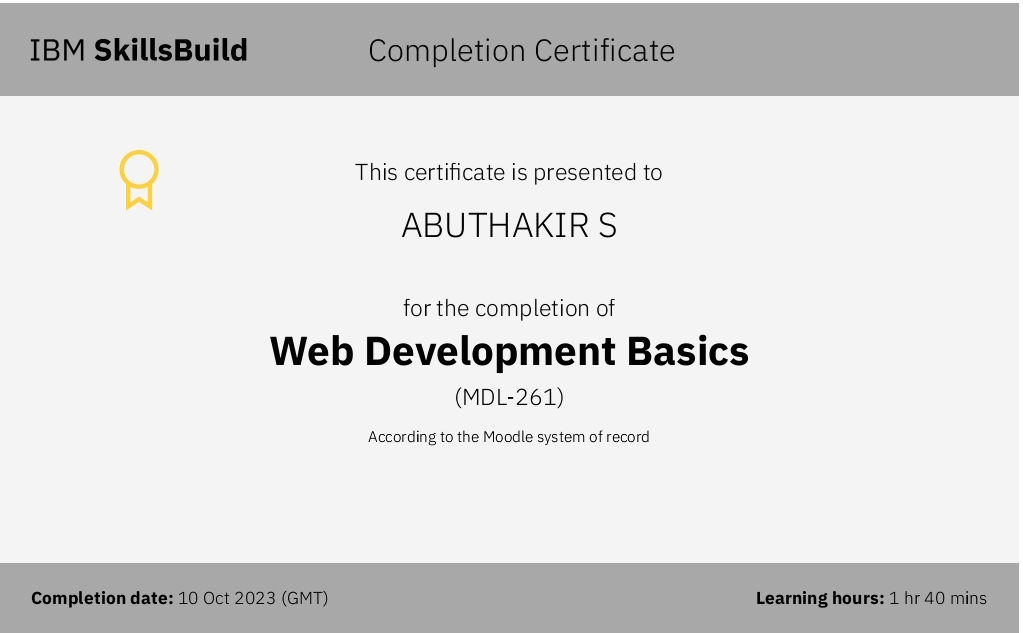 IBM SkillsBuild
Completion Certificate
This certificate is presented to
ABUTHAKIR S
for the completion of
Web Development Basics
(MDL-261)
According to the Moodle system of record
Completion date: 10 Oct 2023 (GMT)
Learning hours: 1 hr 40 mins